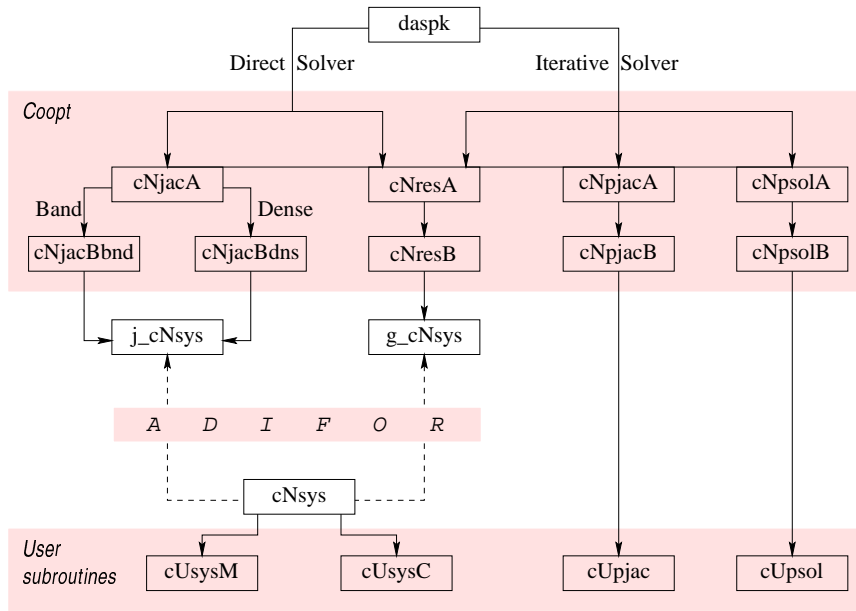 daspk
Direct Solver
Iterative Solver
Coopt
cNjacA
cNresA
cNpjacA
cNpsolA
Band
Dense
cNjacBbnd
cNjacBdns
cNresB
cNpjacB
cNpsolB
j_cNsys
g_cNsys
A D I F O R
cNsys
User
subroutines
cUsysM
cUsysC
cUpjac
cUpsol